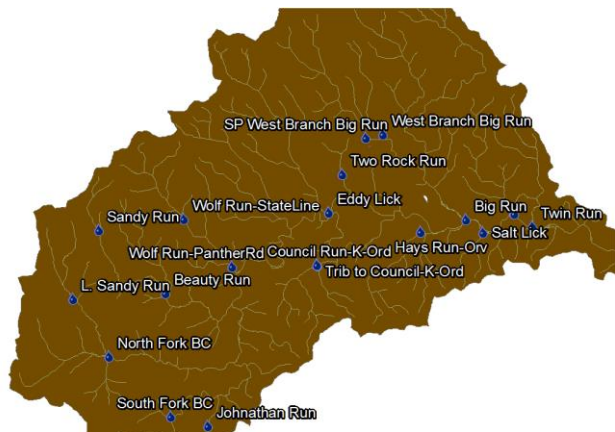 SP West Branch Big Run
West Branch Big Run
Two Rock Run
Eddy Lick
Wolf Run-StateLine
Sandy Run
Big Run
Twin Run
Hays Run-Orv
Salt Lick
Wolf Run-PantherRd
Council Run-K-Ord
Trib to Council-K-Ord
L. Sandy Run
Beauty Run
North Fork BC
South Fork BC
Johnathan Run